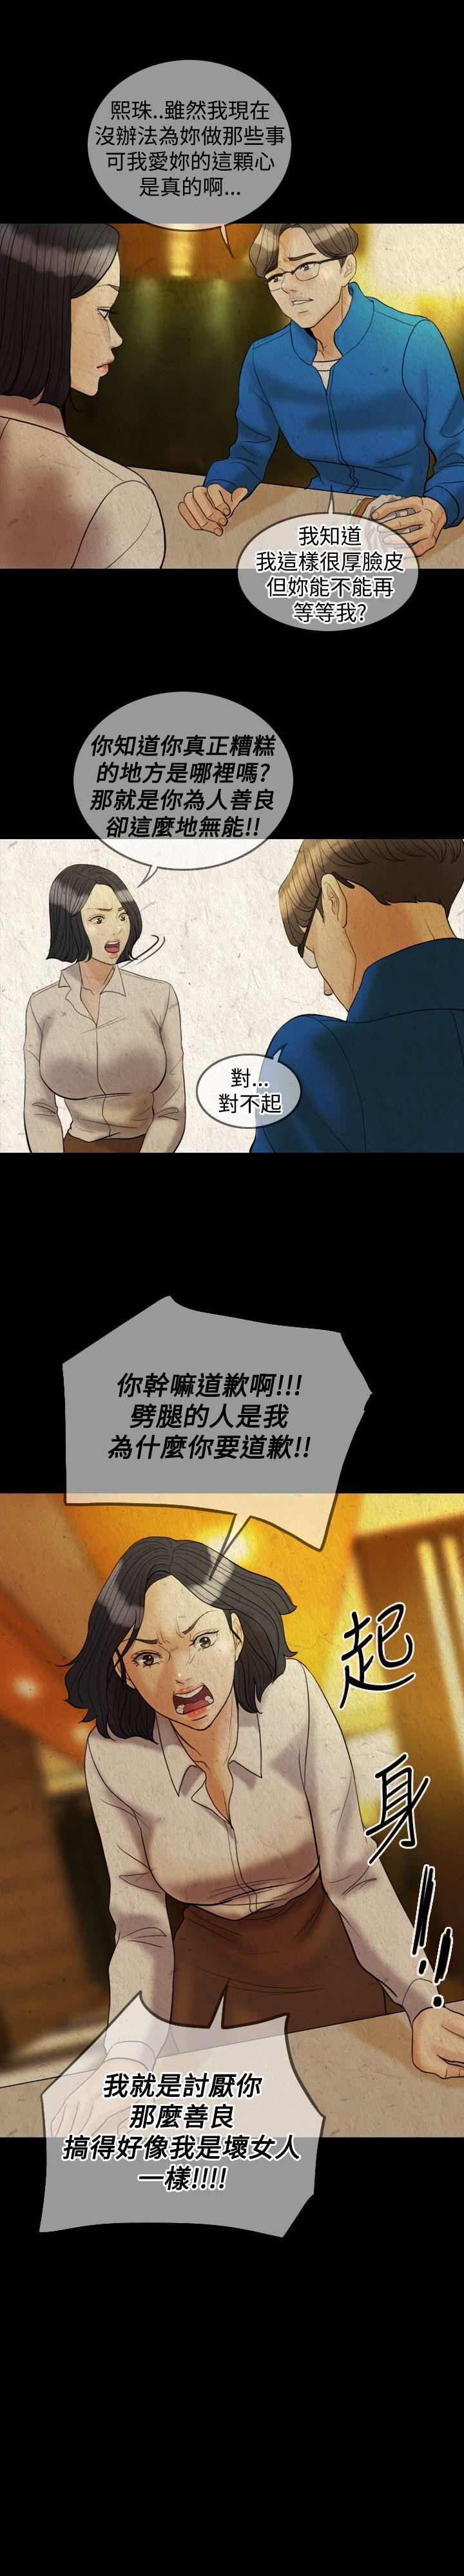 熙珠..雖然我現在
沒辦法為妳做那些事
可我愛妳的這顆心
是真的啊...
我知道
我這樣很厚臉皮
但妳能不能再
等等我?
你知道你真正糟糕
的地方是哪裡嗎?
那就是你為人善良
卻這麼地無能!!
對...
對不起
你幹嘛道歉啊!!!
劈腿的人是我
為什麼你要道歉!!
起
身
!!
我就是討厭你
那麼善良
搞得好像我是壞女人
一樣!!!!